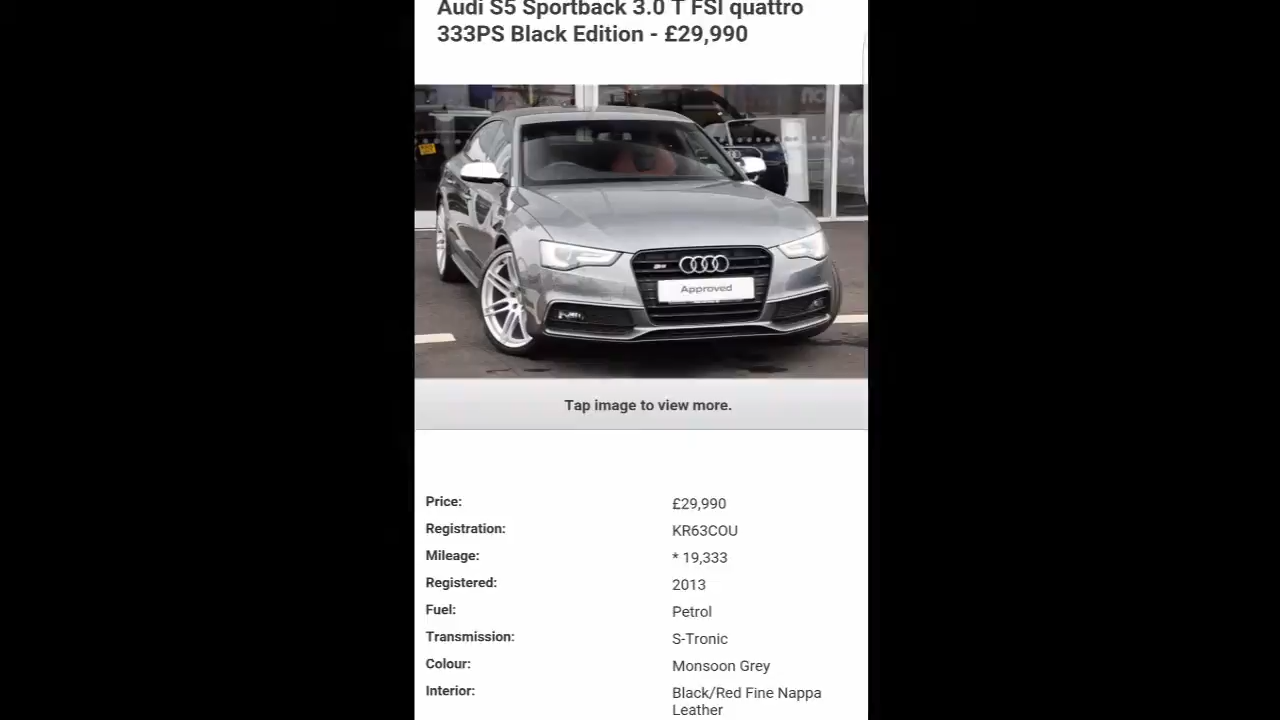 Audi S5 Sportback 3.0 T FSI quattro
333PS Black Edition - £29,990
Approved
Tap image to view more.
Price: £29,990
Registration: KR63COU
Mileage: * 19,333
Registered: 2013
Fuel: Petrol
Transmission: S-Tronic
Colour: Monsoon Grey
Interior: Black/Red Fine Nappa
Leather